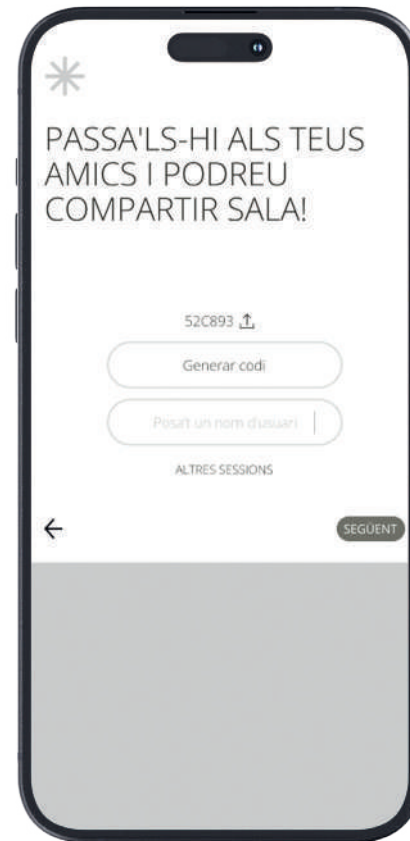 PASSA'LS-HI ALS TEUS
AMICS I PODREU
COMPARTIR SALA!
52C893
Generar codi
Posa't un nom d'usuari
ALTRES SESSIONS
SEGÜENT